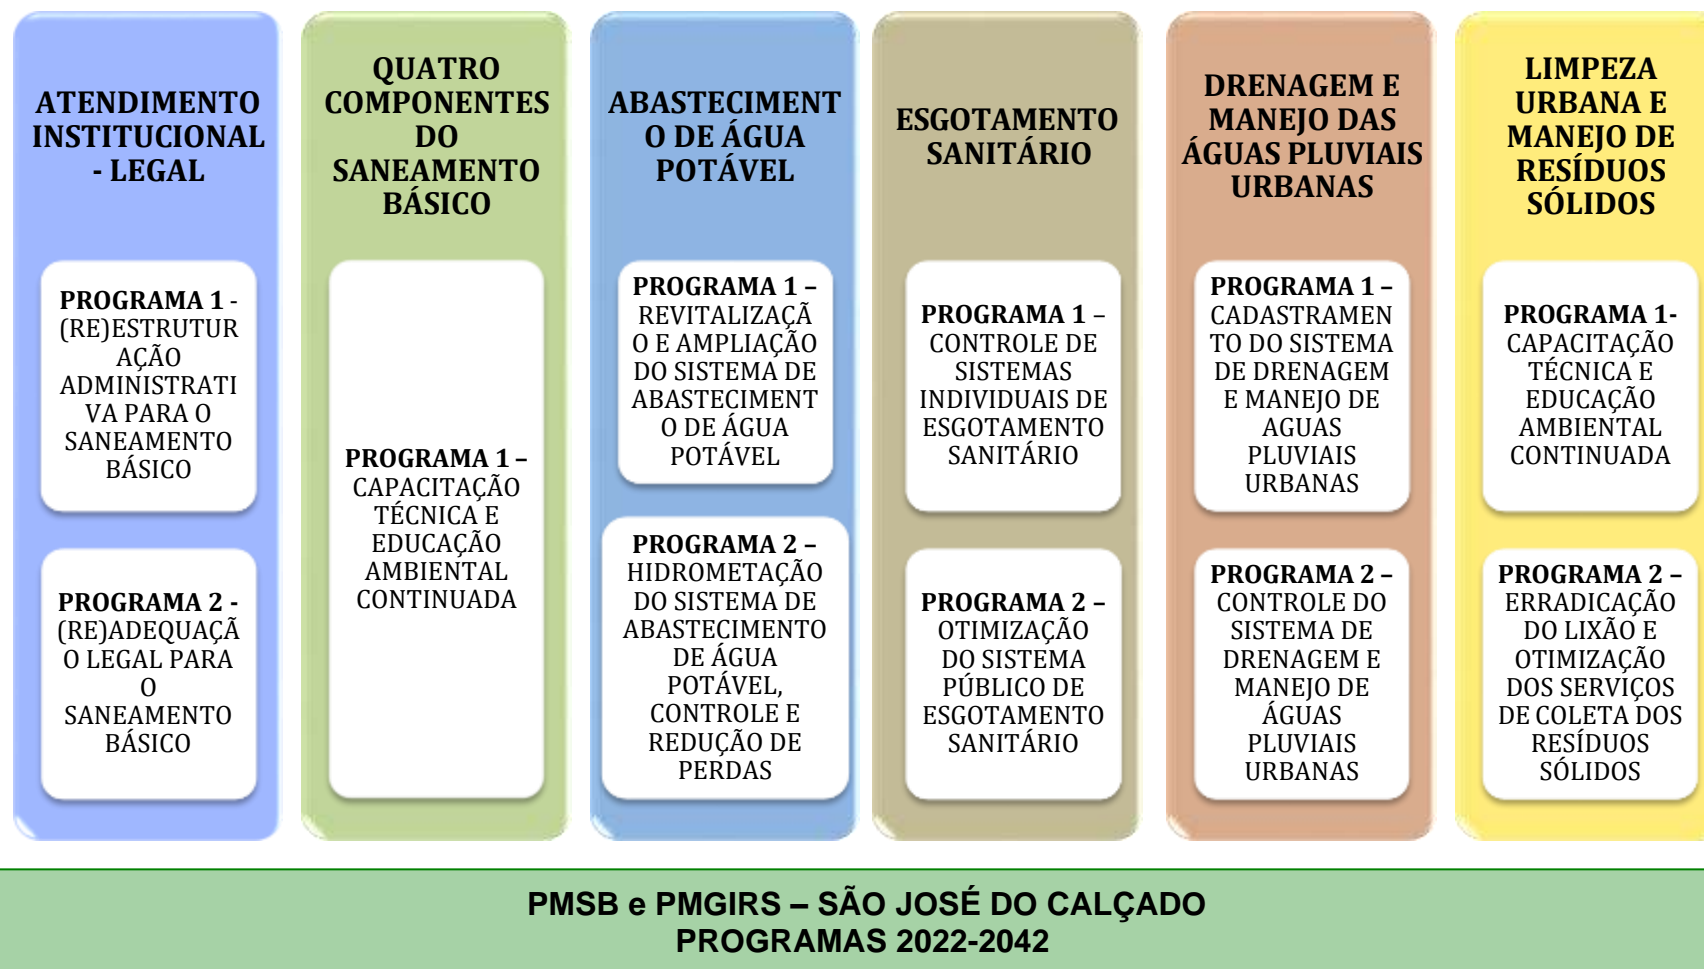 ATENDIMENTO
INSTITUCIONAL
- LEGAL
PROGRAMA 1 -
(RE)ESTRUTUR
AÇÃO
ADMINISTRATI
VA PARA O
SANEAMENTO
BÁSICO
PROGRAMA 2 -
(RE)ADEQUAÇÃ
O LEGAL PARA
O
SANEAMENTO
BÁSICO
QUATRO
COMPONENTES
DO
SANEAMENTO
BÁSICO
PROGRAMA 1 –
CAPACITAÇÃO
TÉCNICA E
EDUCAÇÃO
AMBIENTAL
CONTINUADA
ABASTECIMENT
O DE ÁGUA
POTÁVEL
PROGRAMA 1 –
REVITALIZAÇÃ
O E AMPLIAÇÃO
DO SISTEMA DE
ABASTECIMENT
O DE ÁGUA
POTÁVEL
PROGRAMA 2 –
HIDROMETAÇÃO
DO SISTEMA DE
ABASTECIMENTO
DE ÁGUA
POTÁVEL,
CONTROLE E
REDUÇÃO DE
PERDAS
ESGOTAMENTO
SANITÁRIO
PROGRAMA 1 –
CONTROLE DE
SISTEMAS
INDIVIDUAIS DE
ESGOTAMENTO
SANITÁRIO
PROGRAMA 2 –
OTIMIZAÇÃO
DO SISTEMA
PÚBLICO DE
ESGOTAMENTO
SANITÁRIO
DRENAGEM E
MANEJO DAS
ÁGUAS PLUVIAIS
URBANAS
PROGRAMA 1 –
CADASTRAMEN
TO DO SISTEMA
DE DRENAGEM
E MANEJO DE
AGUAS
PLUVIAIS
URBANAS
PROGRAMA 2 –
CONTROLE DO
SISTEMA DE
DRENAGEM E
MANEJO DE
ÁGUAS
PLUVIAIS
URBANAS
LIMPEZA
URBANA E
MANEJO DE
RESÍDUOS
SÓLIDOS
PROGRAMA 1-
CAPACITAÇÃO
TÉCNICA E
EDUCAÇÃO
AMBIENTAL
CONTINUADA
PROGRAMA 2 –
ERRADICAÇÃO
DO LIXÃO E
OTIMIZAÇÃO
DOS SERVIÇOS
DE COLETA DOS
RESÍDUOS
SÓLIDOS
PMSB e PMGIRS – SÃO JOSÉ DO CALÇADO
PROGRAMAS 2022-2042